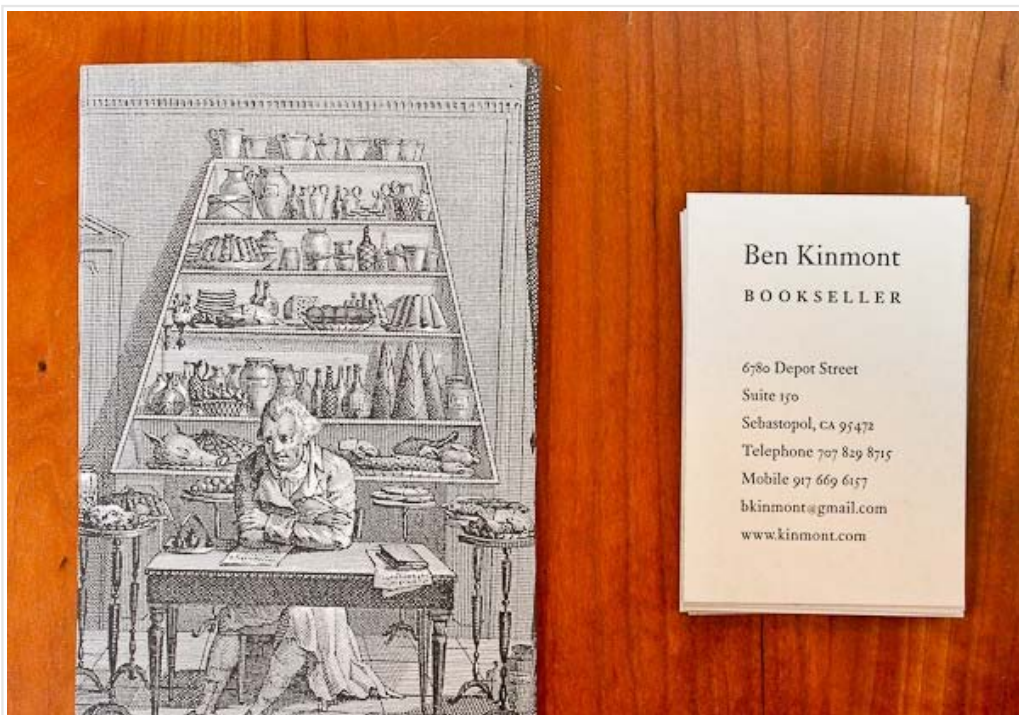 Ben Kinmont
BOOKSELLER
6780 Depot Street
Suite 150
Sebastopol, CA 95472
Telephone 707 829 8715
Mobile 917 669 6157
bkinmont@gmail.com
www.kinmont.com